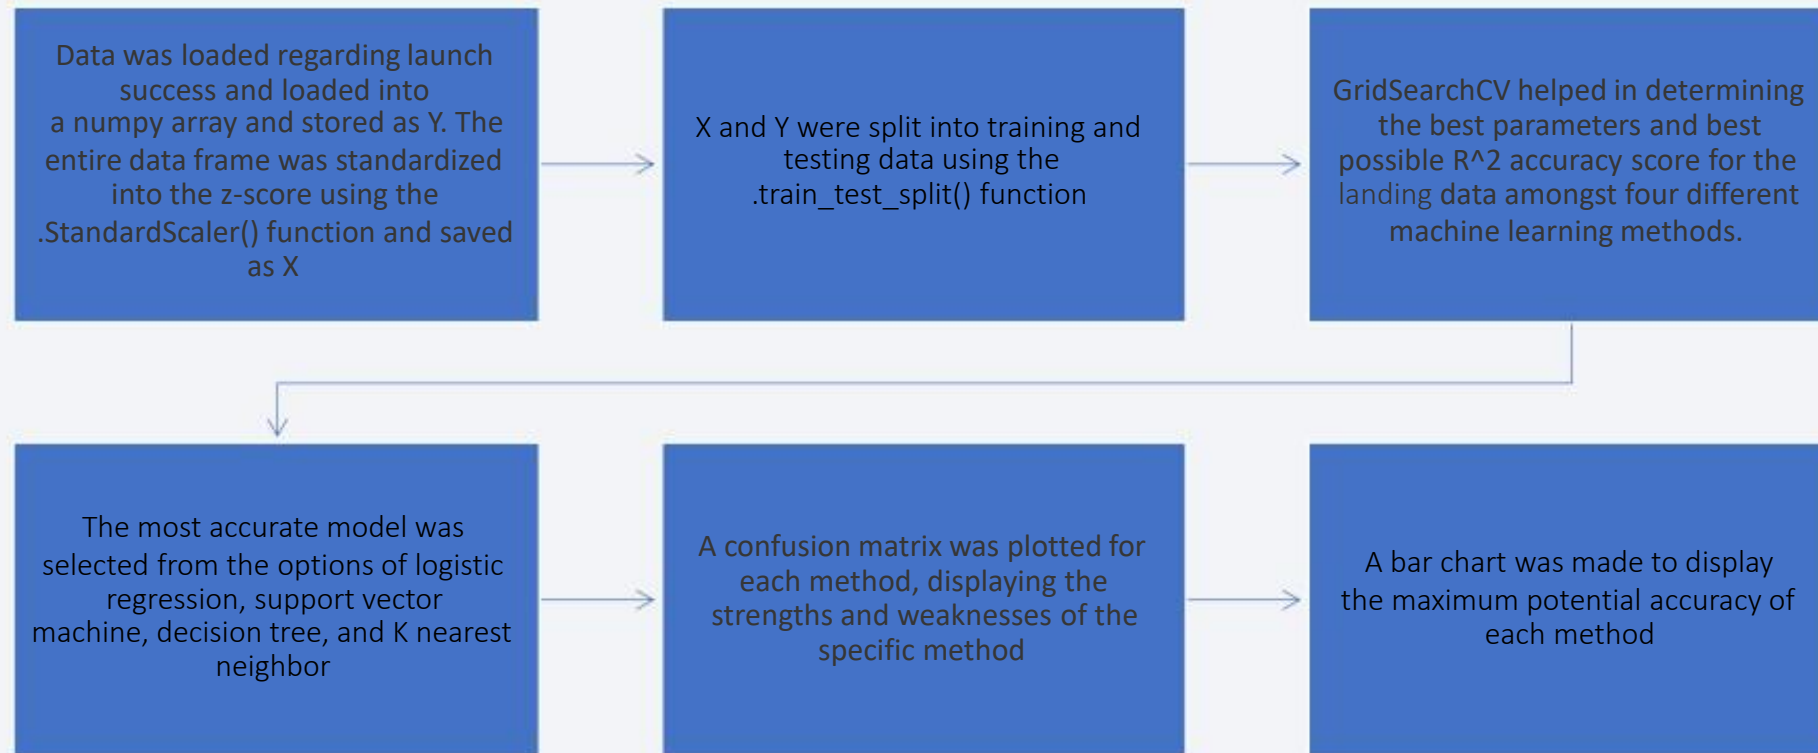 Data was loaded regarding launch
success and loaded into
a numpy array and stored as Y. The
entire data frame was standardized
into the z-score using the
.StandardScaler() function and saved
as X
X and Y were split into training and
testing data using the
.train_test_split() function
GridSearchCV helped in determining
the best parameters and best
possible R^2 accuracy score for the
landing data amongst four different
machine learning methods.
The most accurate model was
selected from the options of logistic
regression, support vector
machine, decision tree, and K nearest
neighbor
A confusion matrix was plotted for
each method, displaying the
strengths and weaknesses of the
specific method
A bar chart was made to display
the maximum potential accuracy of
each method